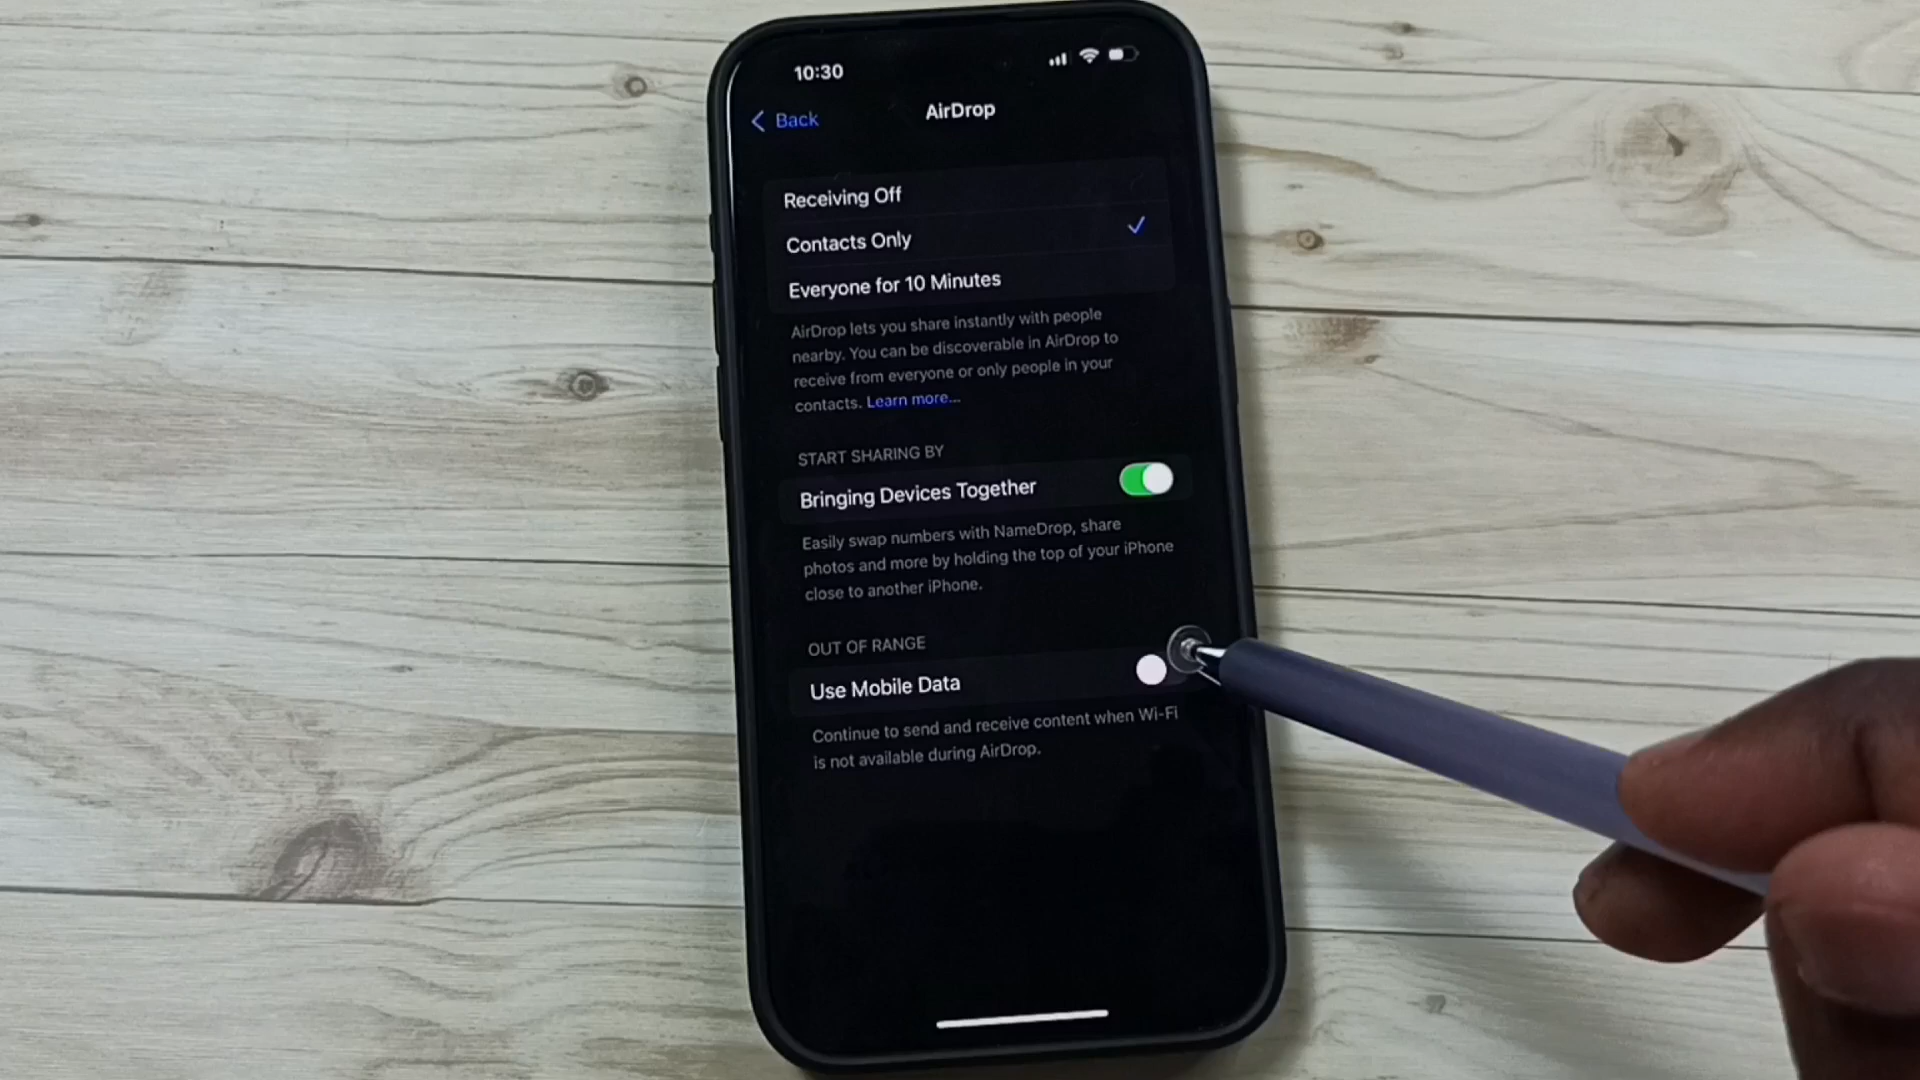 10:30
Back
AirDrop
Receiving Off
Contacts Only
Everyone for 10 Minutes
AirDrop lets you share instantly with people
nearby. You can be discoverable in AirDrop to
receive from everyone or only people in your
contacts. Learn more...
START SHARING BY
Bringing Devices Together
Easily swap numbers with NameDrop, share
photos and more by holding the top of your iPhone
close to another iPhone.
OUT OF RANGE
Use Mobile Data
Continue to send and receive content when Wi-Fi
is not available during AirDrop.